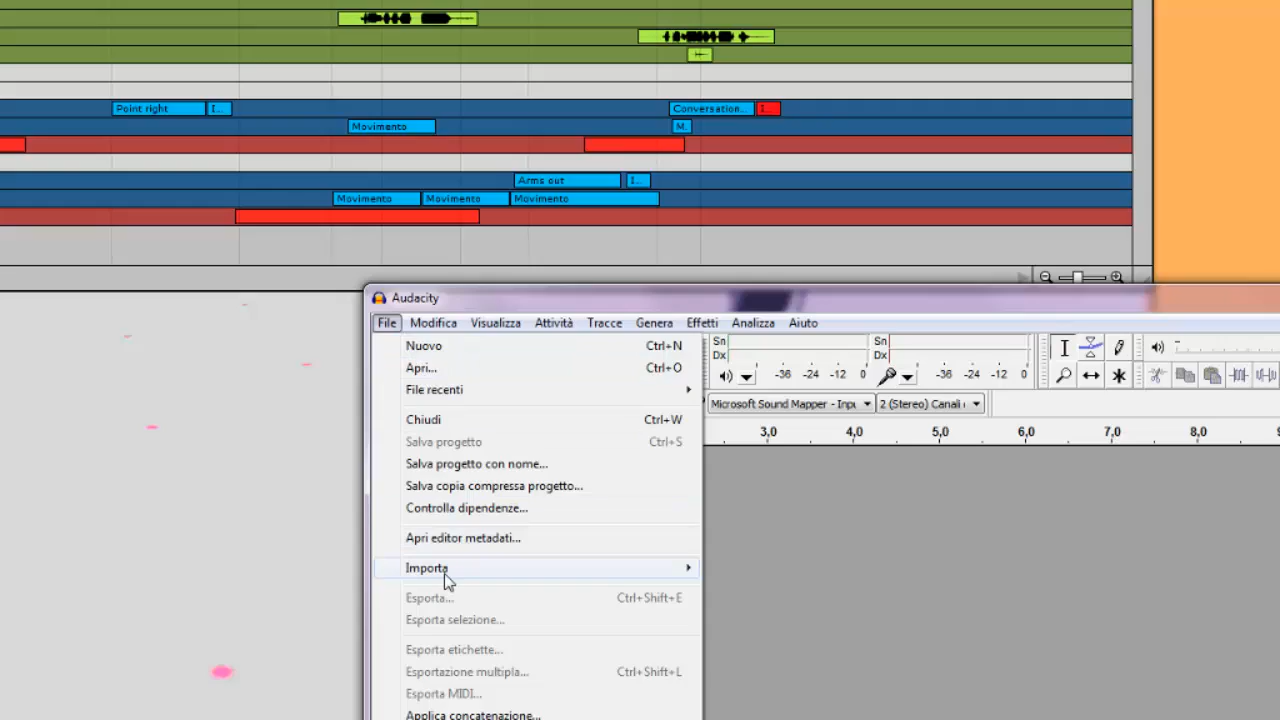 Point right I... Conversation... I...
Movimento M.
Arms out I...
Movimento Movimento Movimento
Audacity
File Modifica Visualizza Attività Tracce Genera Effetti Analizza Aiuto
Nuovo Ctrl+N
Apri... Ctrl+O
File recenti
Chiudi Ctrl+W
Salva progetto Ctrl+S
Salva progetto con nome...
Salva copia compressa progetto...
Controlla dipendenze...
Apri editor metadati...
Importa
Esporta... Ctrl+Shift+E
Esporta selezione...
Esporta etichette...
Esportazione multipla... Ctrl+Shift+L
Esporta MIDI...
Applica concatenazione...
Sn Sn
Dx Dx
-36 -24 -12 0 -36 -24 -12 0
Microsoft Sound Mapper - Inpu 2 (Stereo) Canali
3,0 4,0 5,0 6,0 7,0 8,0